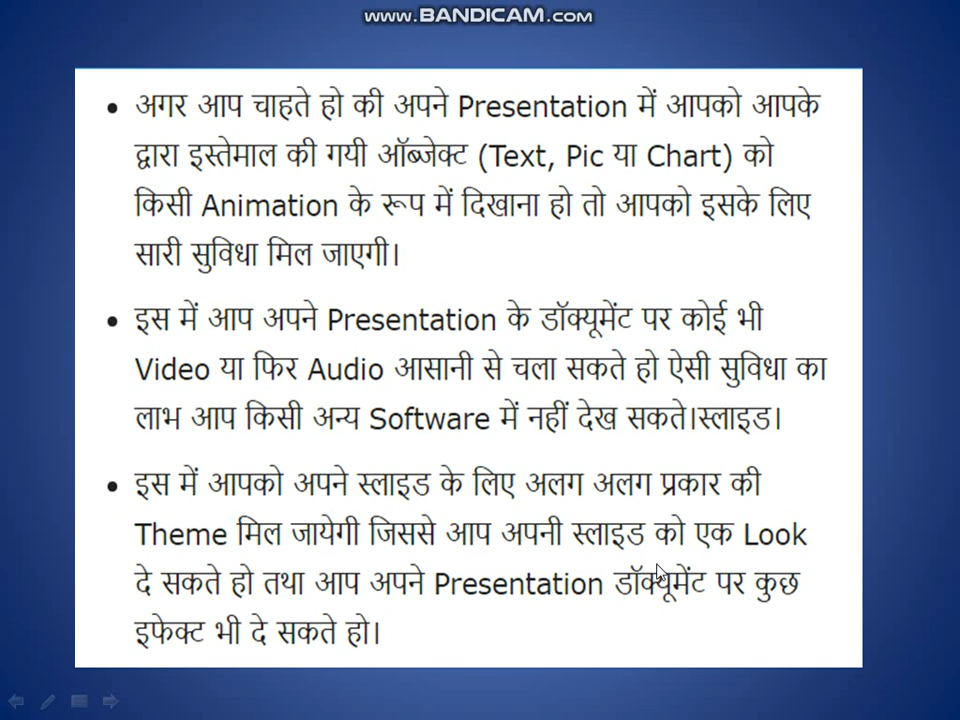 www.BANDICAM.com
• अगर आप चाहते हो की अपने Presentation में आपको आपके
द्वारा इस्तेमाल की गयी ऑब्जेक्ट (Text, Pic या Chart) को
किसी Animation के रूप में दिखाना हो तो आपको इसके लिए
सारी सुविधा मिल जाएगी।
• इस में आप अपने Presentation के डॉक्यूमेंट पर कोई भी
Video या फिर Audio आसानी से चला सकते हो ऐसी सुविधा का
लाभ आप किसी अन्य Software में नहीं देख सकते।स्लाइड।
• इस में आपको अपने स्लाइड के लिए अलग अलग प्रकार की
Theme मिल जायेगी जिससे आप अपनी स्लाइड को एक Look
दे सकते हो तथा आप अपने Presentation डॉक्यूमेंट पर कुछ
इफेक्ट भी दे सकते हो।